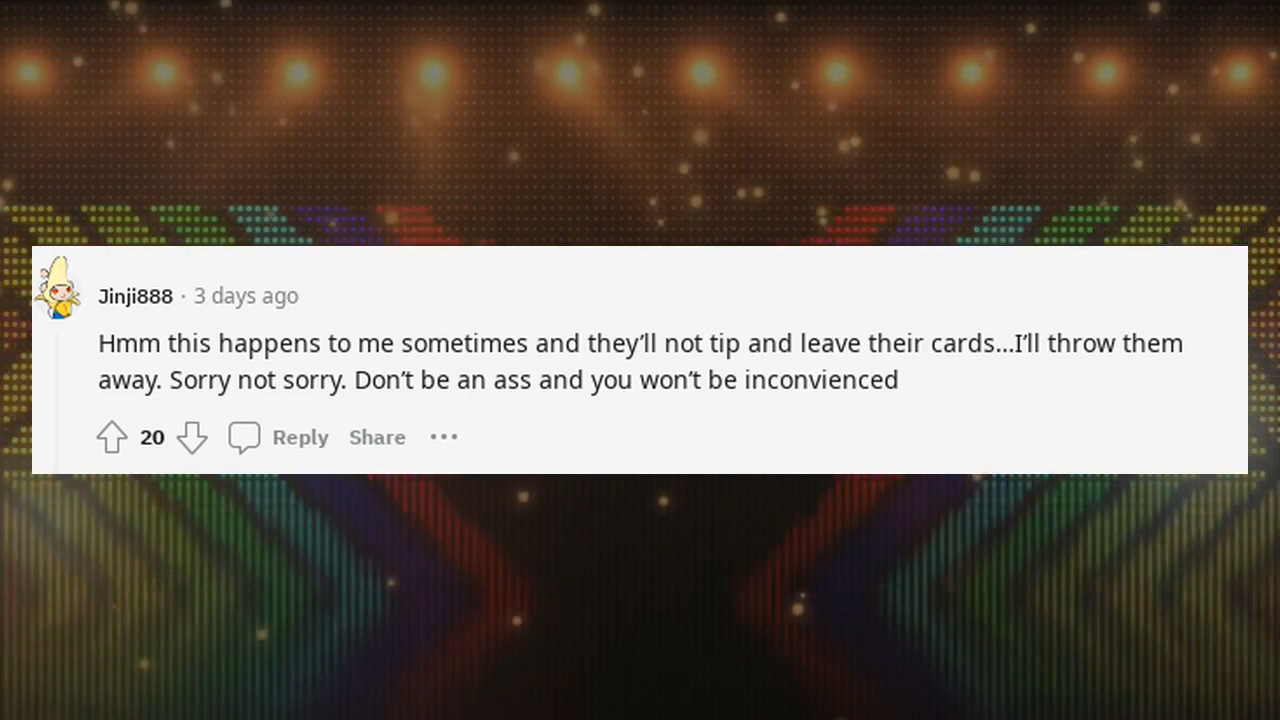 Jinji888 · 3 days ago
Hmm this happens to me sometimes and they’ll not tip and leave their cards...I’ll throw them
away. Sorry not sorry. Don’t be an ass and you won’t be inconvienced
20 Reply Share ···